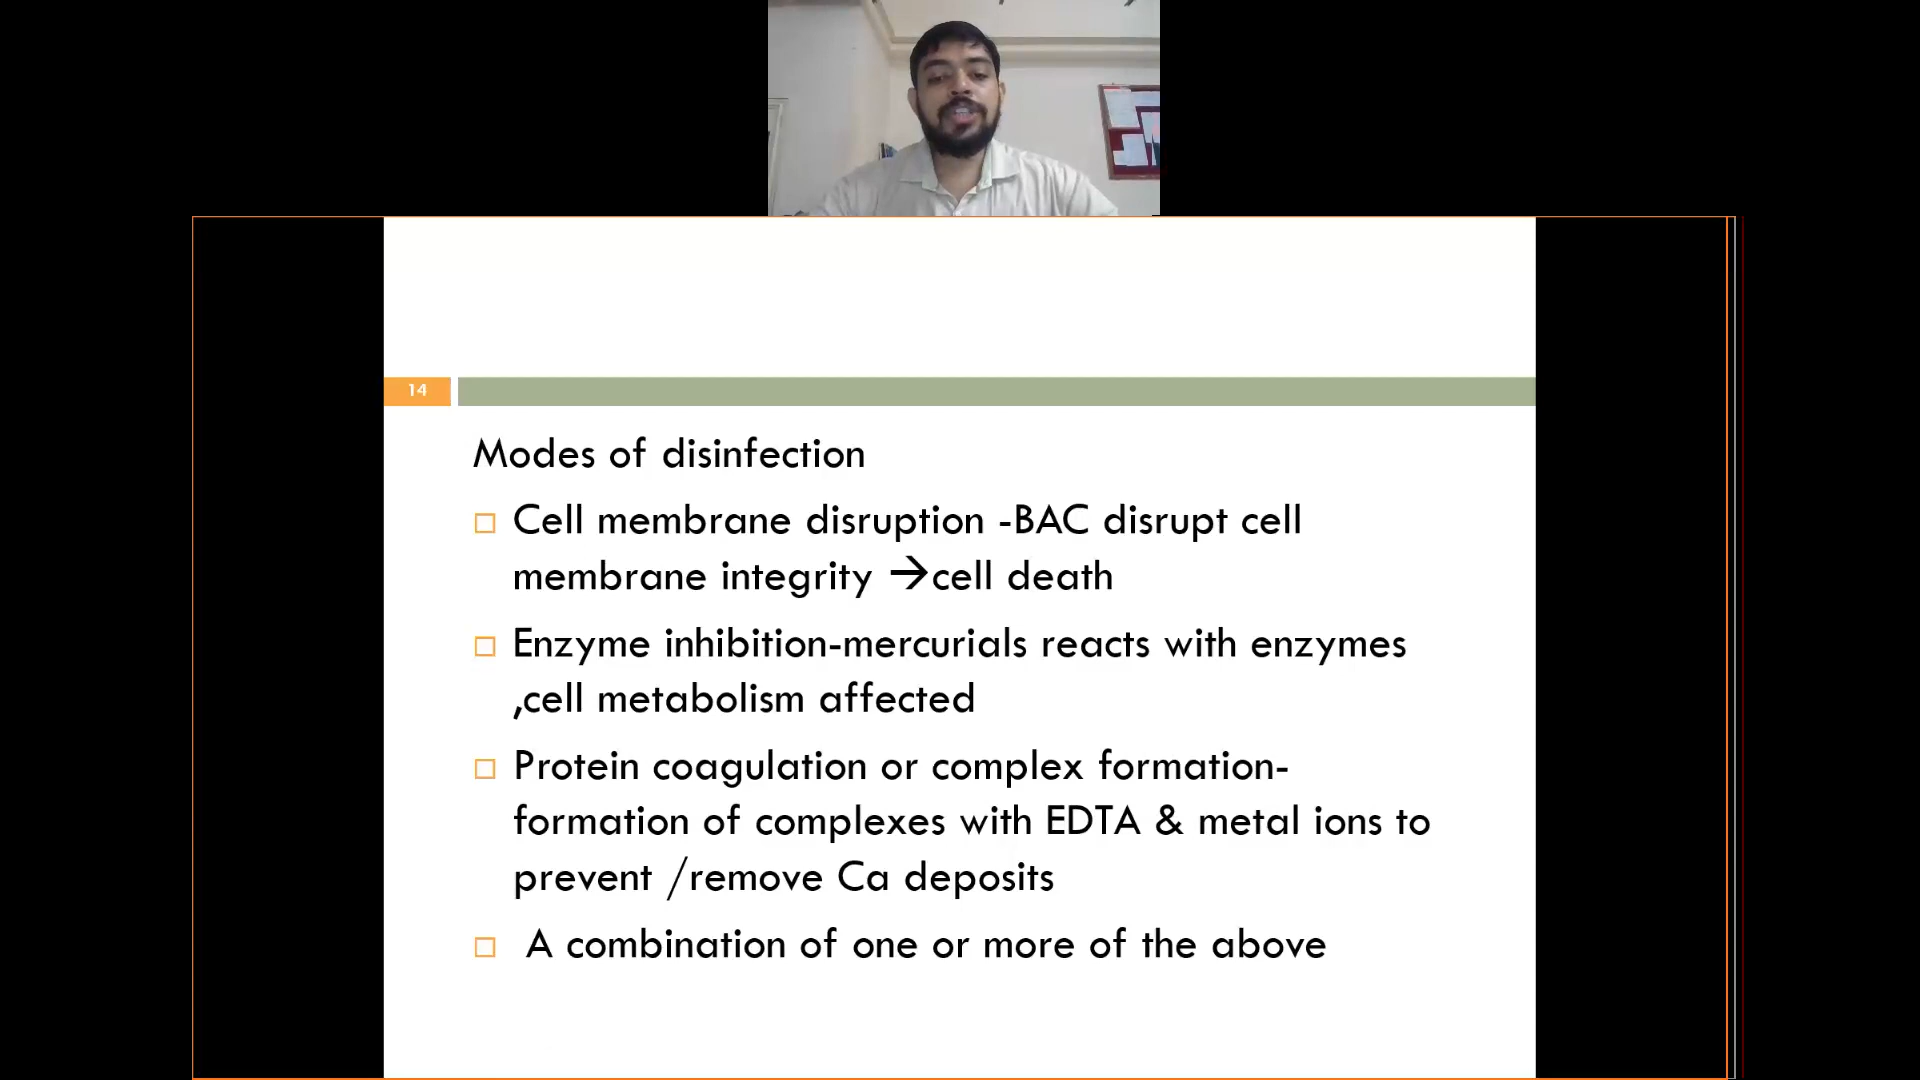 14
Modes of disinfection
Cell membrane disruption -BAC disrupt cell
membrane integrity →cell death
Enzyme inhibition-mercurials reacts with enzymes
,cell metabolism affected
Protein coagulation or complex formation-
formation of complexes with EDTA & metal ions to
prevent /remove Ca deposits
A combination of one or more of the above